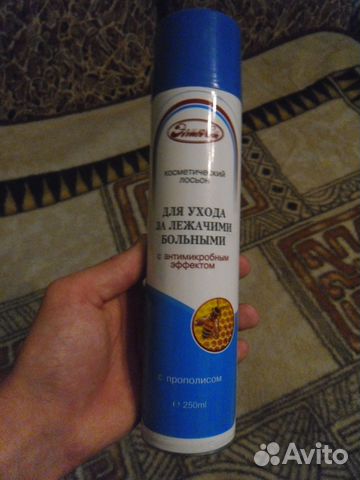 косметический
лосьон
ДЛЯ УХОДА
ЗА ЛЕЖАЧИМИ
БОЛЬНЫМИ
с антимикробным
эффектом
с прополисом
℮ 250ml
Avito